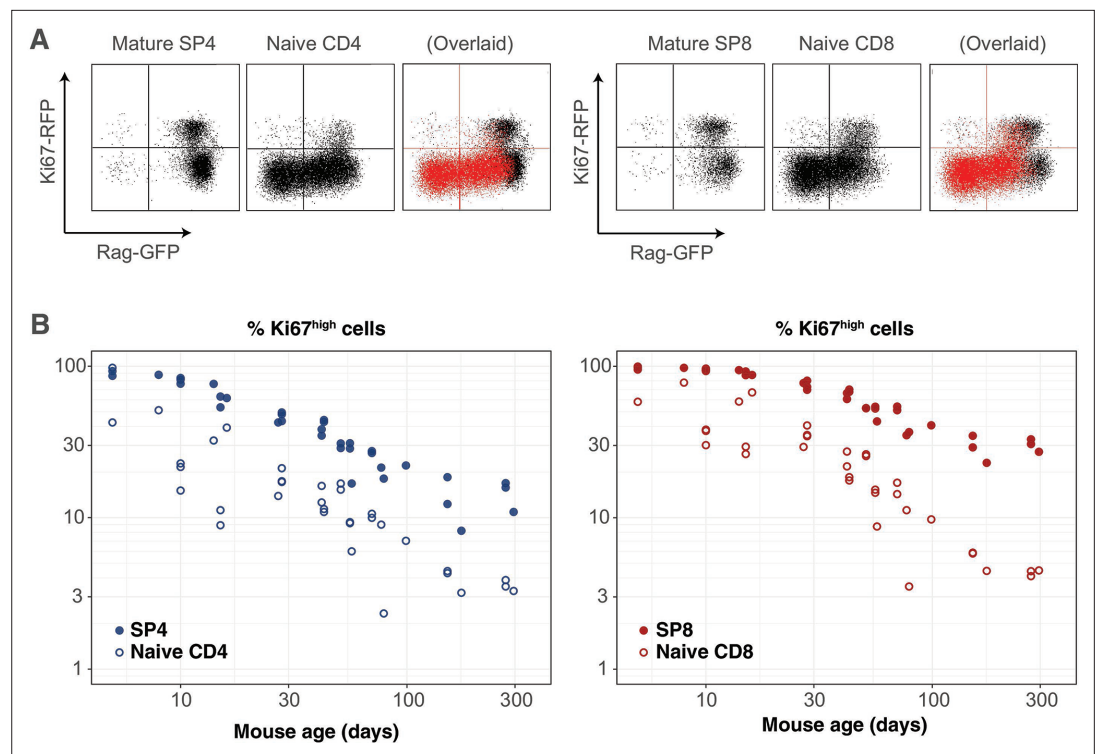 A
Mature SP4
Naive CD4
(Overlaid)
Ki67-RFP
Rag-GFP
Mature SP8
Naive CD8
(Overlaid)
Ki67-RFP
Rag-GFP
B
% Ki67high cells
100
30
10
3
1
SP4
Naive CD4
10
30
100
300
Mouse age (days)
% Ki67high cells
100
30
10
3
1
SP8
Naive CD8
10
30
100
300
Mouse age (days)